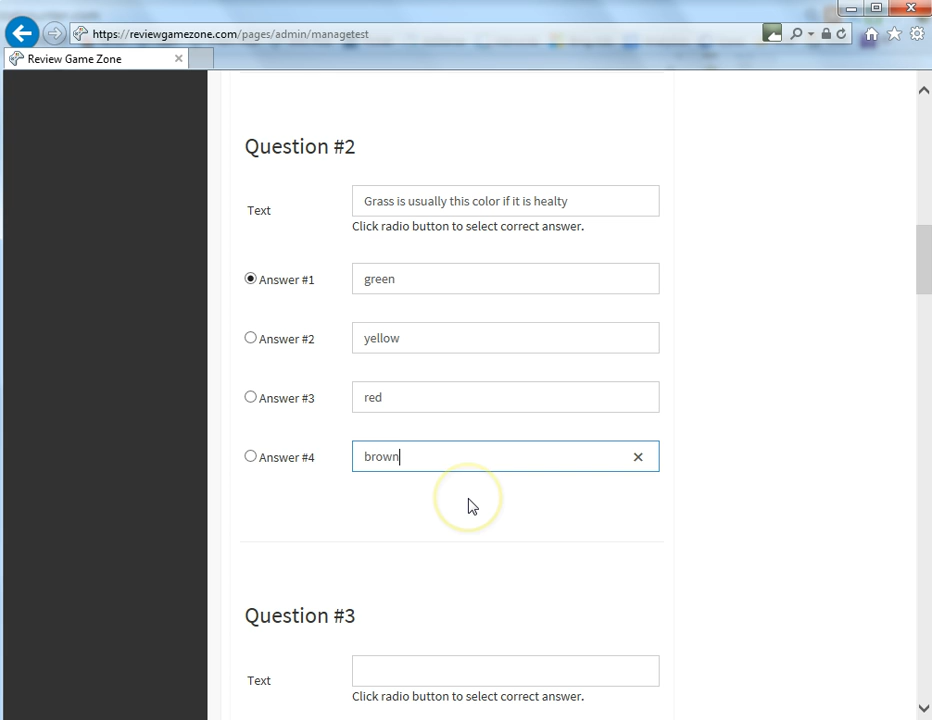 https://reviewgamezone.com/pages/admin/managetest
Review Game Zone
Question #2
Text
Grass is usually this color if it is healty
Click radio button to select correct answer.
Answer #1
green
Answer #2
yellow
Answer #3
red
Answer #4
brown
Question #3
Text
Click radio button to select correct answer.